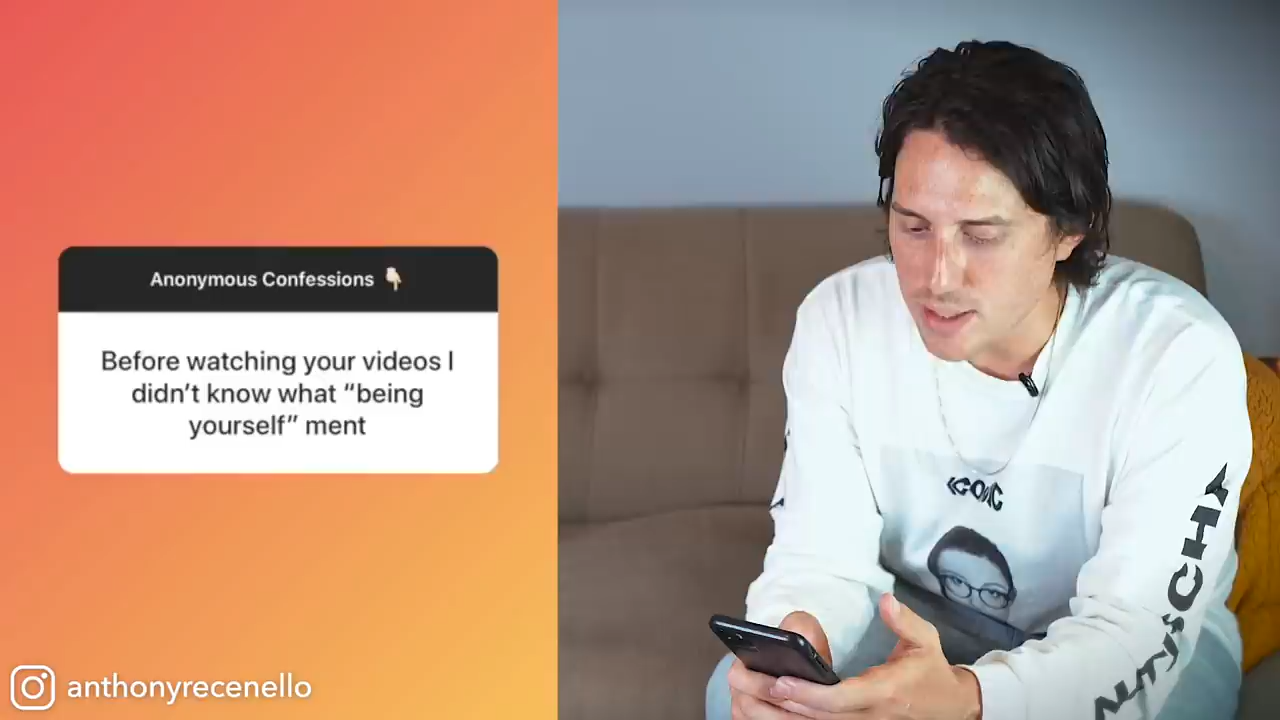 Anonymous Confessions 👇🏻
Before watching your videos I
didn't know what “being
yourself” ment
anthonyrecenello
ICONIC